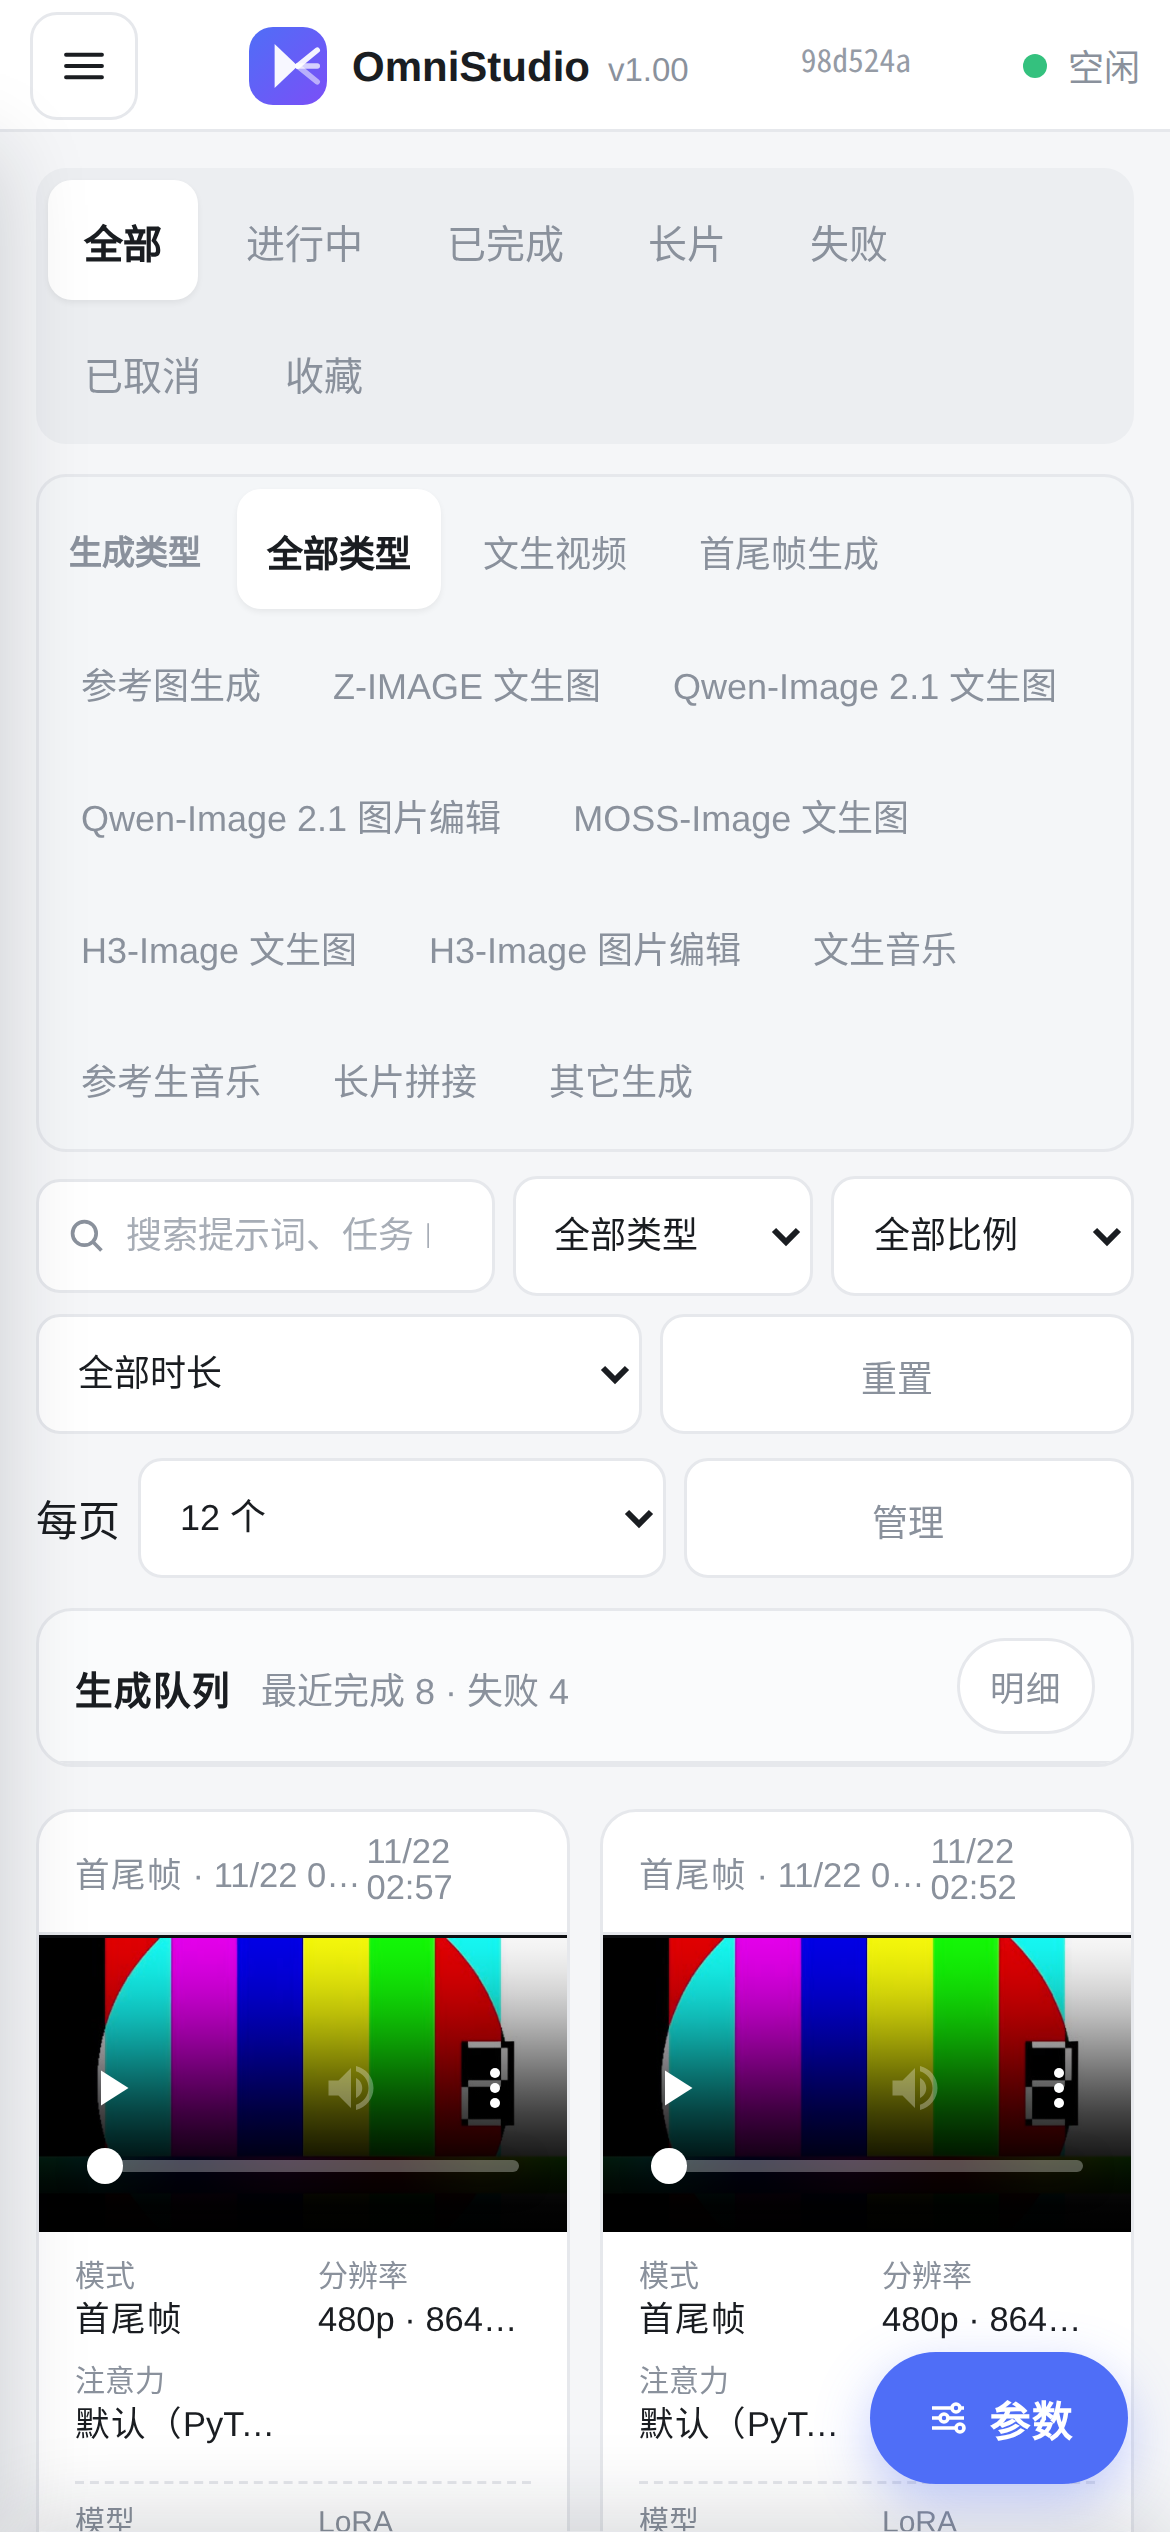 OmniStudio v1.00 98d524a 空闲
全部 进行中 已完成 长片 失败
已取消 收藏
生成类型 全部类型 文生视频 首尾帧生成
参考图生成 Z-IMAGE 文生图 Qwen-Image 2.1 文生图
Qwen-Image 2.1 图片编辑 MOSS-Image 文生图
H3-Image 文生图 H3-Image 图片编辑 文生音乐
参考生音乐 长片拼接 其它生成
搜索提示词、任务 全部类型 全部比例
全部时长 重置
每页 12 个 管理
生成队列 最近完成 8 · 失败 4 明细
首尾帧 · 11/22 0… 11/22 02:57
首尾帧 · 11/22 0… 11/22 02:52
模式 分辨率 模式 分辨率
首尾帧 480p · 864… 首尾帧 480p · 864…
注意力 注意力
默认（PyT… 默认（PyT… 参数
模型 LoRA 模型 LoRA